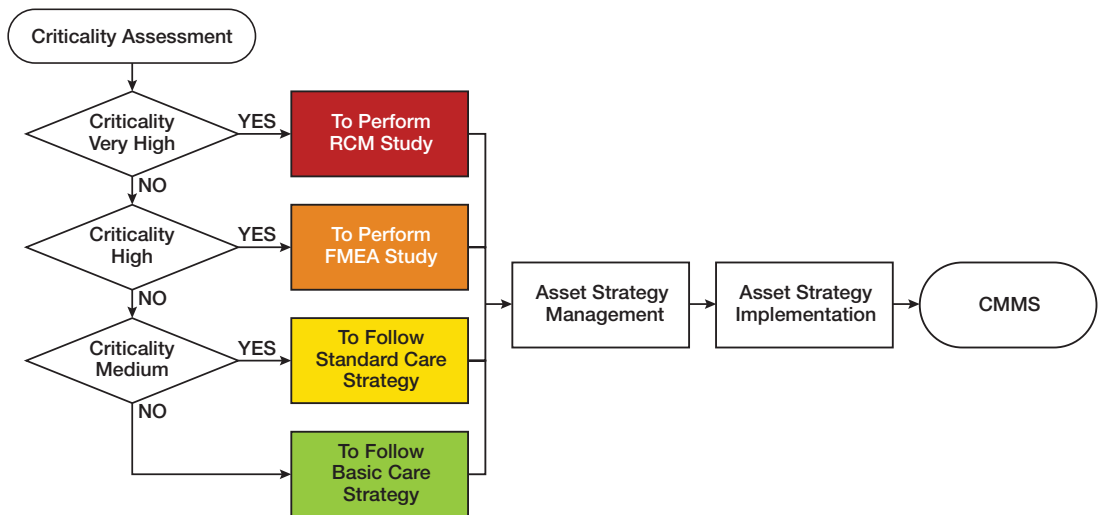 Criticality Assessment
Criticality
Very High
YES
To Perform
RCM Study
NO
Criticality
High
YES
To Perform
FMEA Study
NO
Criticality
Medium
YES
To Follow
Standard Care
Strategy
NO
To Follow
Basic Care
Strategy
Asset Strategy
Management
Asset Strategy
Implementation
CMMS